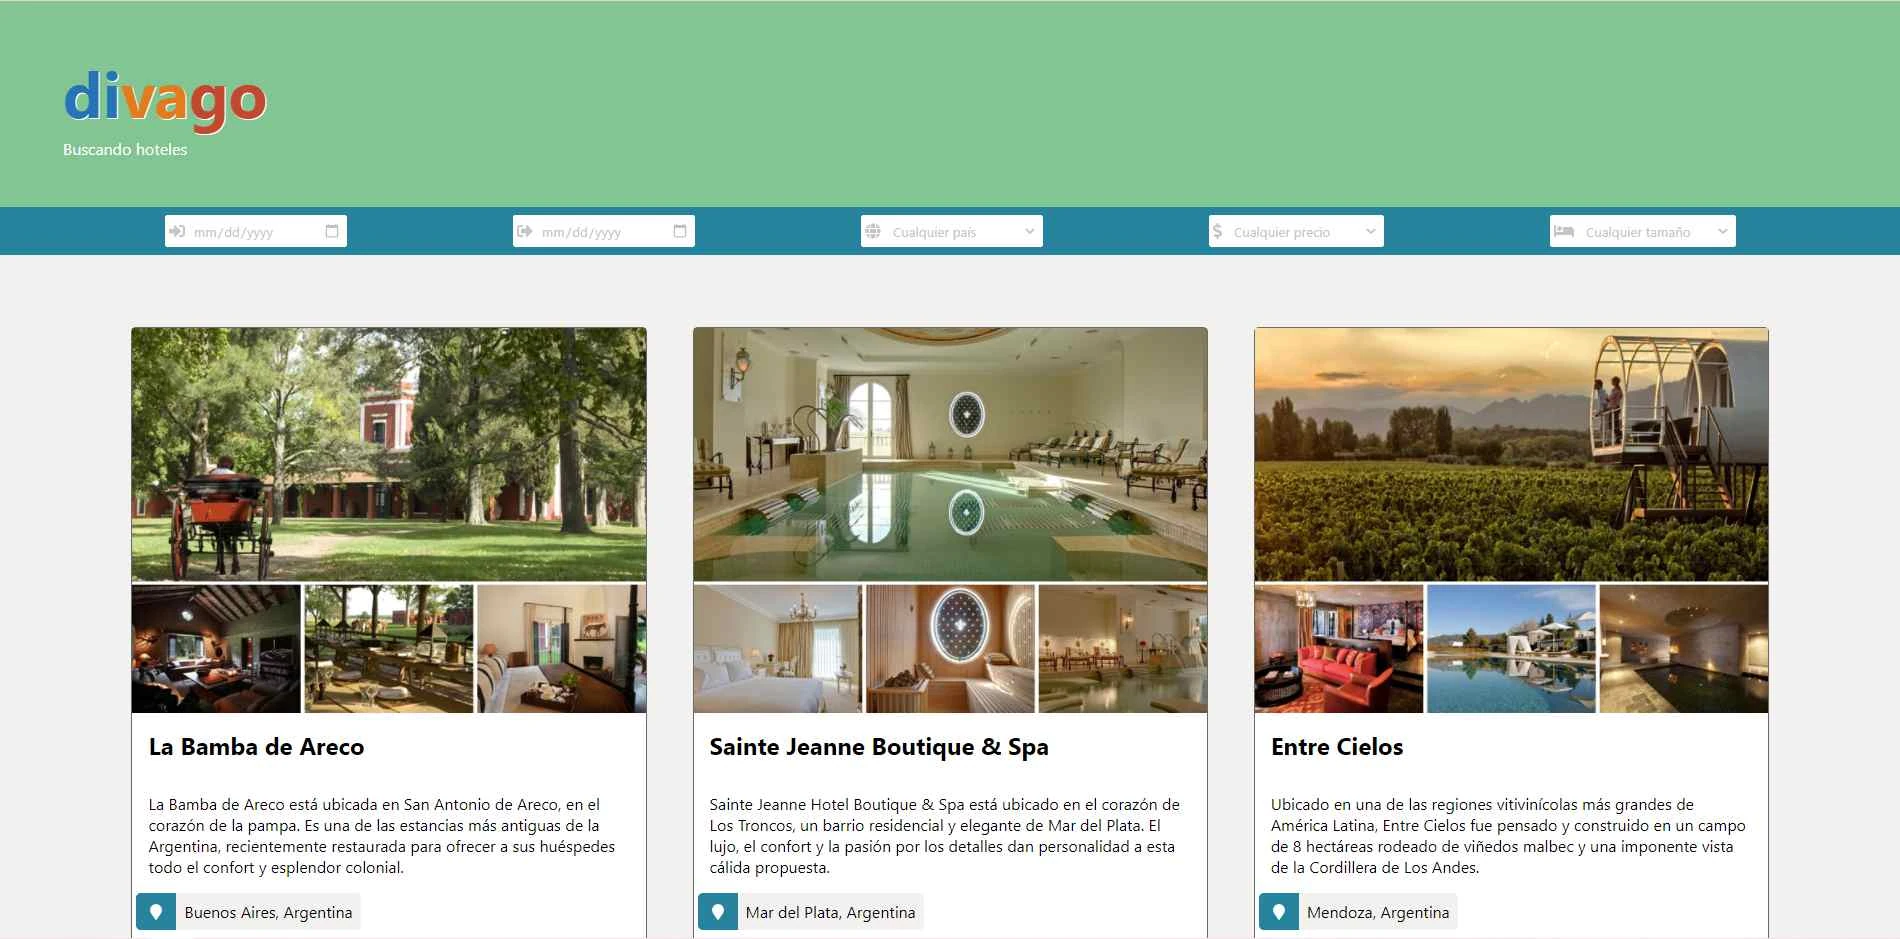 divago
Buscando hoteles
mm/dd/yyyy
mm/dd/yyyy
Cualquier país
Cualquier precio
Cualquier tamaño
La Bamba de Areco
La Bamba de Areco está ubicada en San Antonio de Areco, en el
corazón de la pampa. Es una de las estancias más antiguas de la
Argentina, recientemente restaurada para ofrecer a sus huéspedes
todo el confort y esplendor colonial.
Buenos Aires, Argentina
Sainte Jeanne Boutique & Spa
Sainte Jeanne Hotel Boutique & Spa está ubicado en el corazón de
Los Troncos, un barrio residencial y elegante de Mar del Plata. El
lujo, el confort y la pasión por los detalles dan personalidad a esta
cálida propuesta.
Mar del Plata, Argentina
Entre Cielos
Ubicado en una de las regiones vitivinícolas más grandes de
América Latina, Entre Cielos fue pensado y construido en un campo
de 8 hectáreas rodeado de viñedos malbec y una imponente vista
de la Cordillera de Los Andes.
Mendoza, Argentina